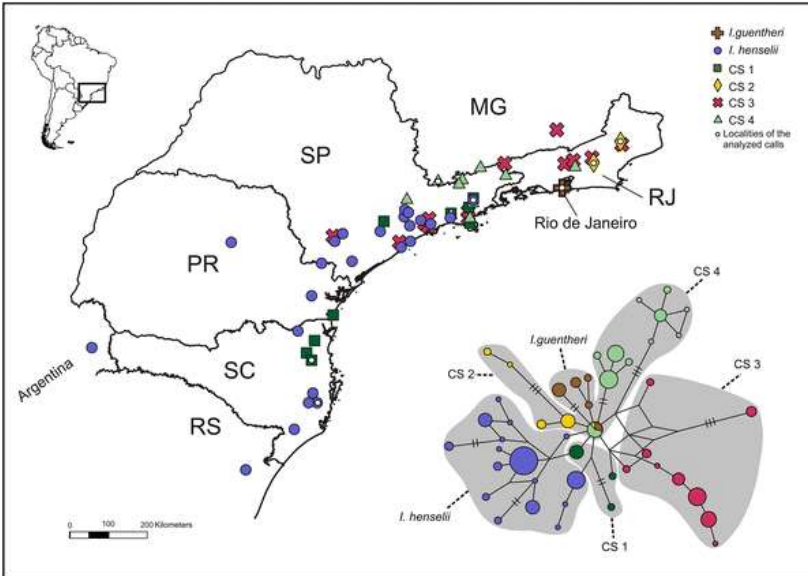 I.guentheri
I. henselii
CS 1
CS 2
CS 3
CS 4
Localities of the
analyzed calls
MG
SP
RJ
Rio de Janeiro
PR
Argentina
SC
RS
CS 4
I.guentheri
CS 2
CS 3
I. henselii
CS 1
0 100 200 Kilometers